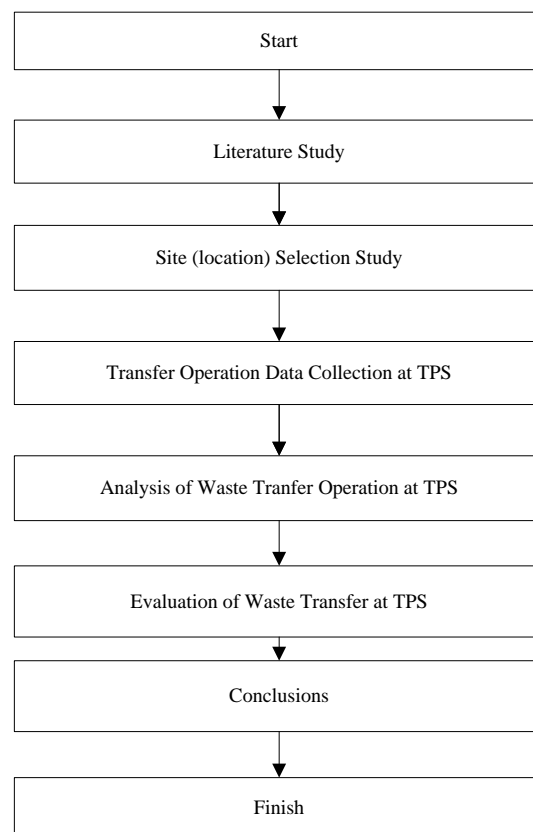 Start
Literature Study
Site (location) Selection Study
Transfer Operation Data Collection at TPS
Analysis of Waste Tranfer Operation at TPS
Evaluation of Waste Transfer at TPS
Conclusions
Finish